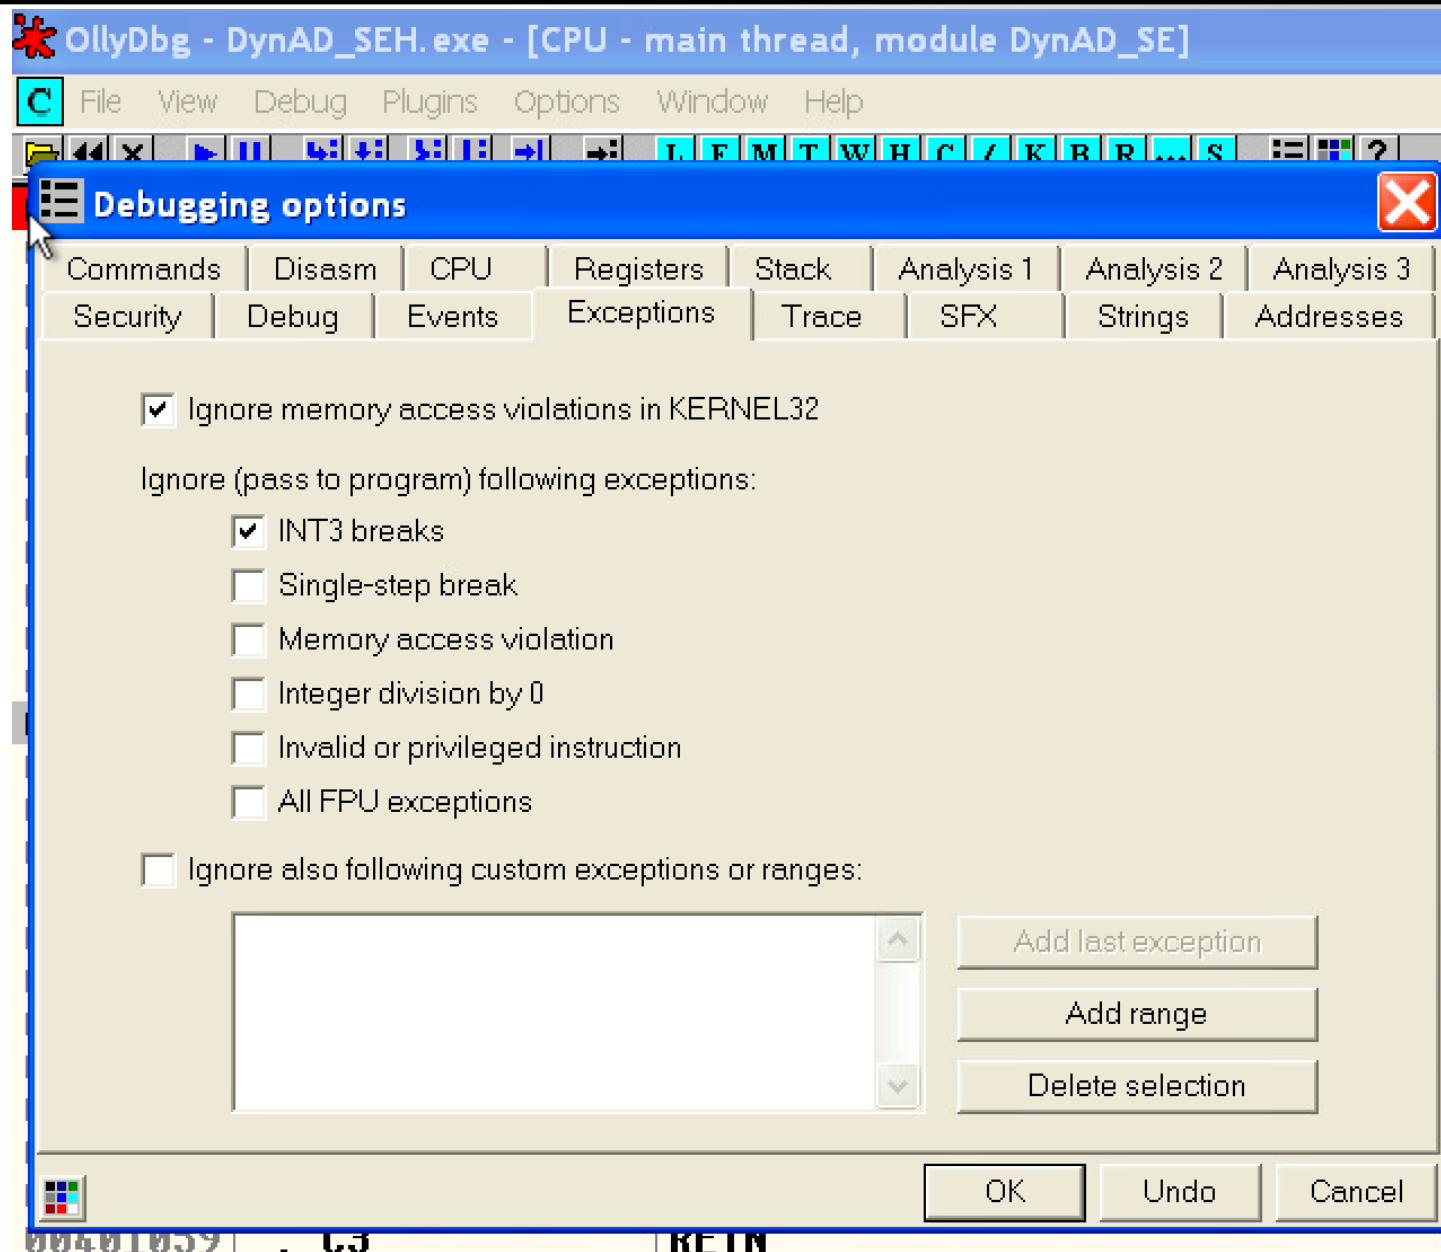 OllyDbg - DynAD_SEH.exe - [CPU - main thread, module DynAD_SE]
C File View Debug Plugins Options Window Help
L E M T W H C / K B R ... S ?
Debugging options
Commands Disasm CPU Registers Stack Analysis 1 Analysis 2 Analysis 3
Security Debug Events Exceptions Trace SFX Strings Addresses
Ignore memory access violations in KERNEL32
Ignore (pass to program) following exceptions:
INT3 breaks
Single-step break
Memory access violation
Integer division by 0
Invalid or privileged instruction
All FPU exceptions
Ignore also following custom exceptions or ranges:
Add last exception
Add range
Delete selection
OK Undo Cancel
00401059 . C3 RETN